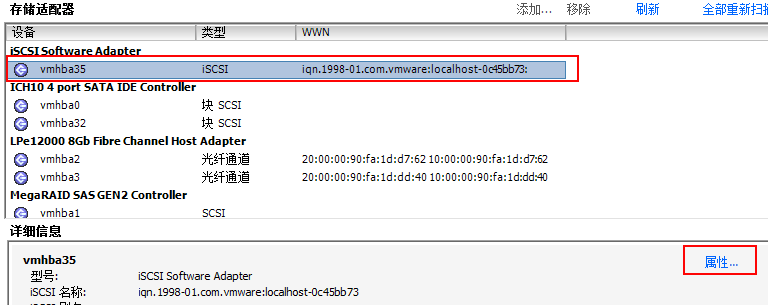 存储适配器 添加... 移除 刷新 全部重新扫描
设备 类型 WWN
iSCSI Software Adapter
vmhba35 iSCSI iqn.1998-01.com.vmware:localhost-0c45bb73:
ICH10 4 port SATA IDE Controller
vmhba0 块 SCSI
vmhba32 块 SCSI
LPe12000 8Gb Fibre Channel Host Adapter
vmhba2 光纤通道 20:00:00:90:fa:1d:d7:62 10:00:00:90:fa:1d:d7:62
vmhba3 光纤通道 20:00:00:90:fa:1d:dd:40 10:00:00:90:fa:1d:dd:40
MegaRAID SAS GEN2 Controller
vmhba1 SCSI
详细信息
vmhba35 属性...
型号: iSCSI Software Adapter
iSCSI 名称: iqn.1998-01.com.vmware:localhost-0c45bb73